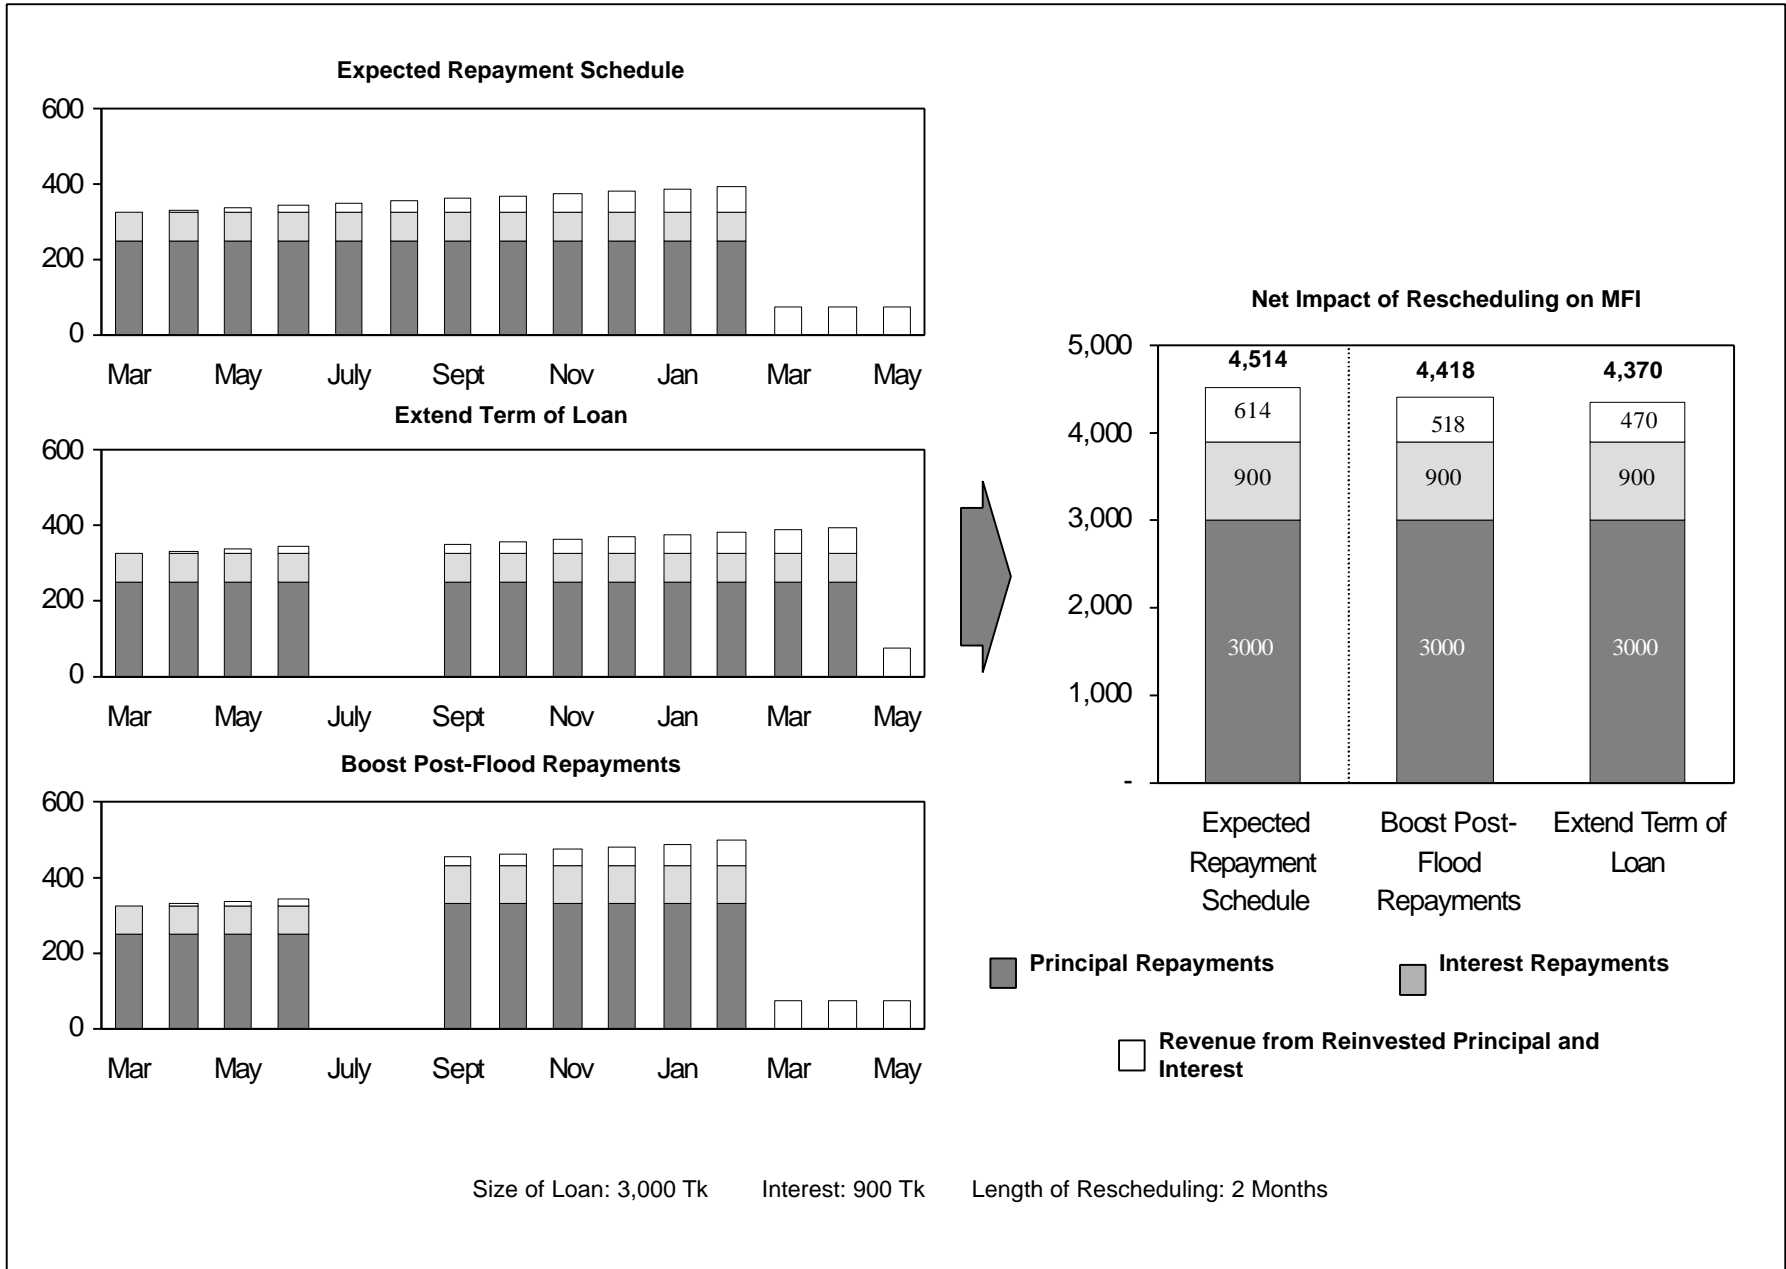 Expected Repayment Schedule
600
400
200
0
Mar May July Sept Nov Jan Mar May
Extend Term of Loan
600
400
200
0
Mar May July Sept Nov Jan Mar May
Boost Post-Flood Repayments
600
400
200
0
Mar May July Sept Nov Jan Mar May
Net Impact of Rescheduling on MFI
5,000
4,000
3,000
2,000
1,000
-
4,514 4,418 4,370
614 518 470
900 900 900
3000 3000 3000
Expected
Repayment
Schedule
Boost Post-
Flood
Repayments
Extend Term of
Loan
Principal Repayments
Interest Repayments
Revenue from Reinvested Principal and
Interest
Size of Loan: 3,000 Tk Interest: 900 Tk Length of Rescheduling: 2 Months